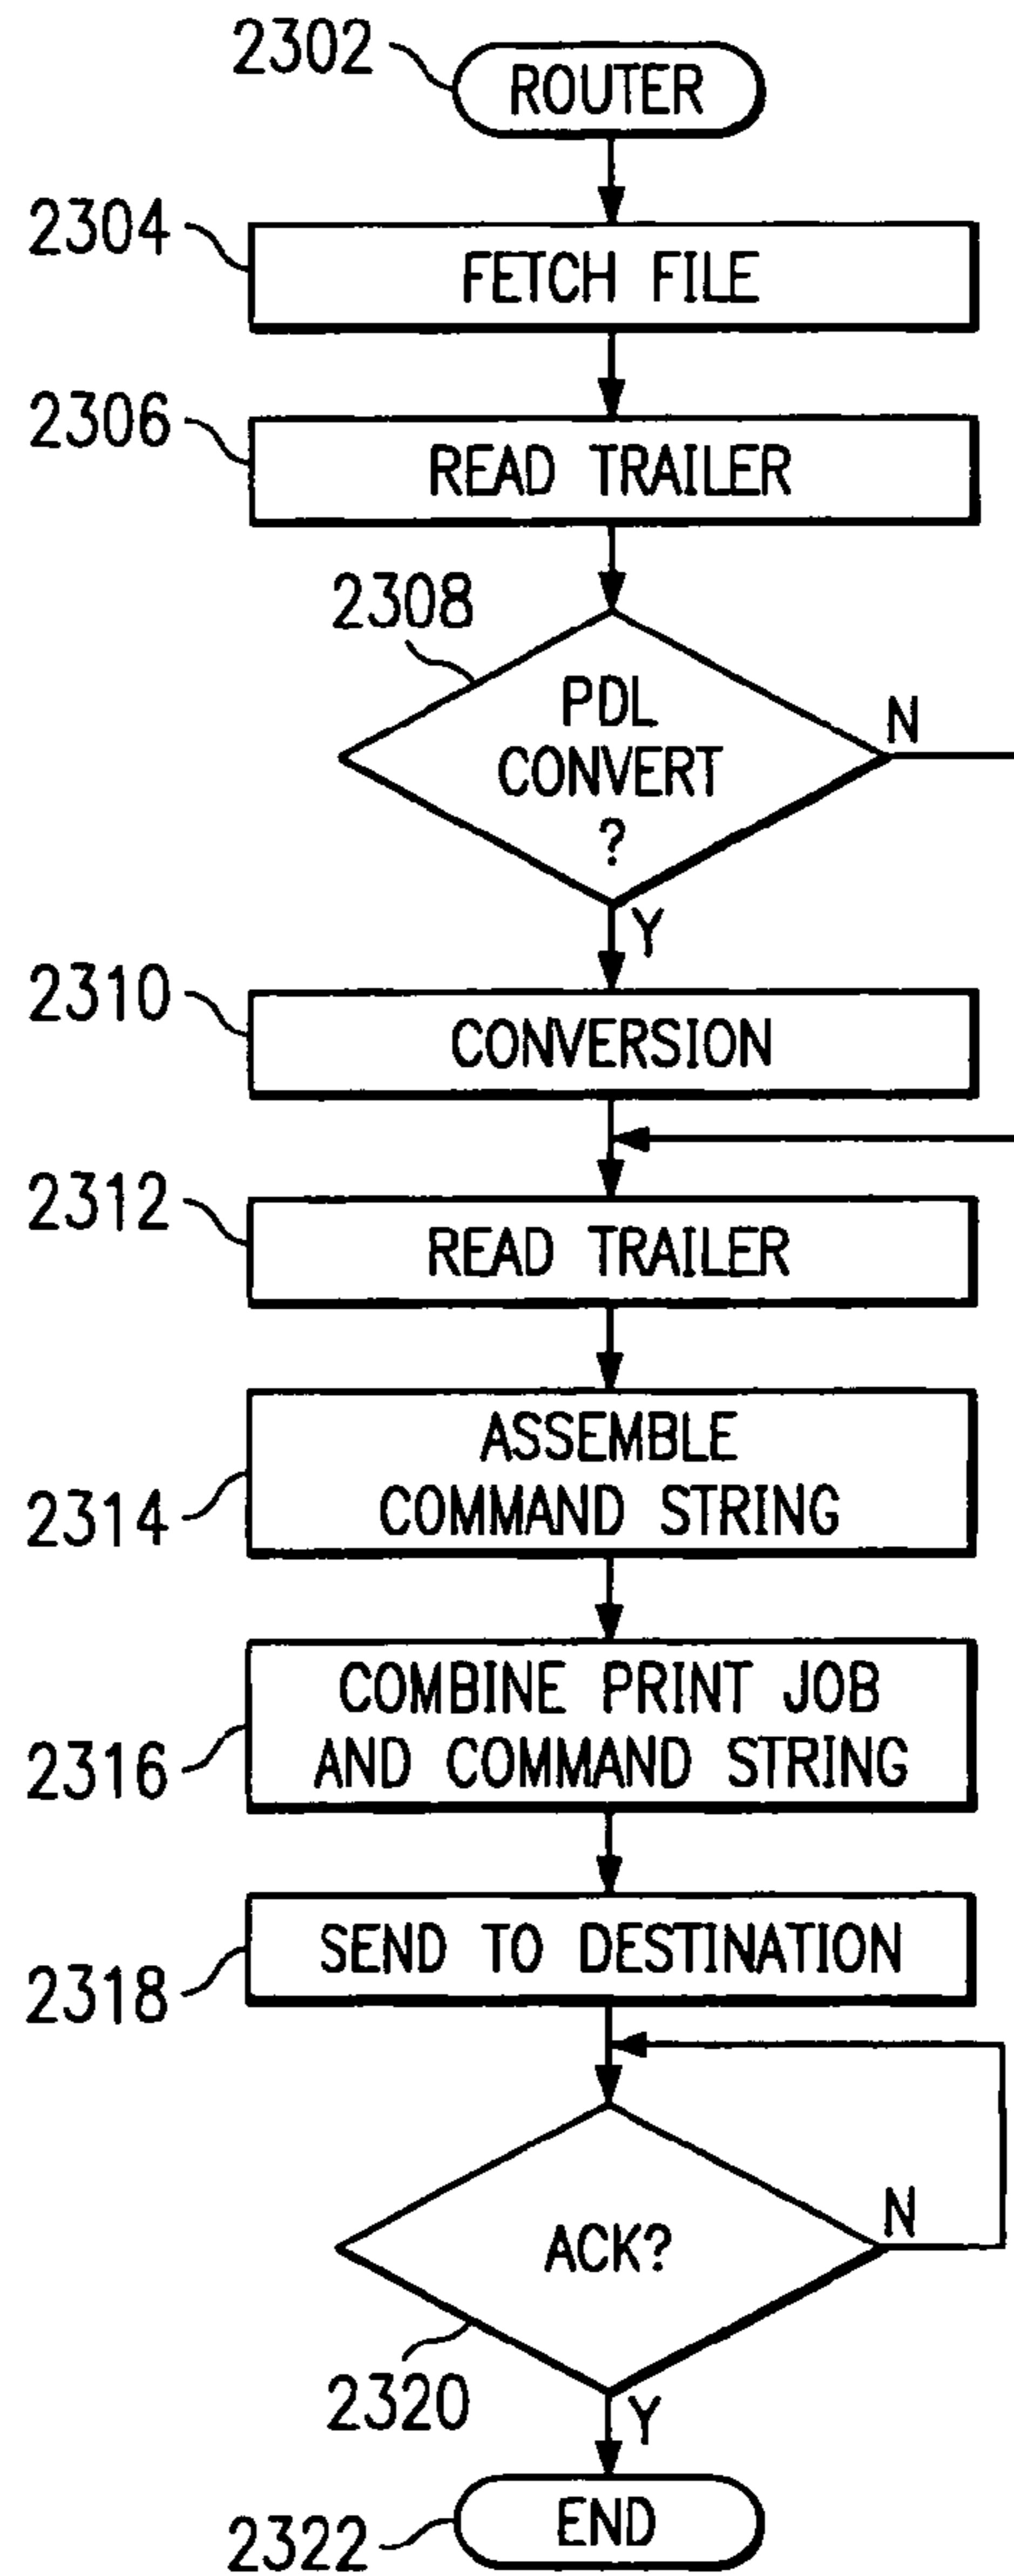 2302
ROUTER
2304
FETCH FILE
2306
READ TRAILER
2308
PDL
CONVERT
?
N
Y
2310
CONVERSION
2312
READ TRAILER
2314
ASSEMBLE
COMMAND STRING
2316
COMBINE PRINT JOB
AND COMMAND STRING
2318
SEND TO DESTINATION
ACK?
N
2320
Y
2322
END